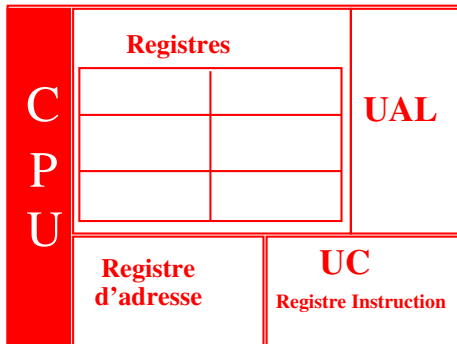 C
P
U
Registres
UAL
Registre
d’adresse
UC
Registre Instruction